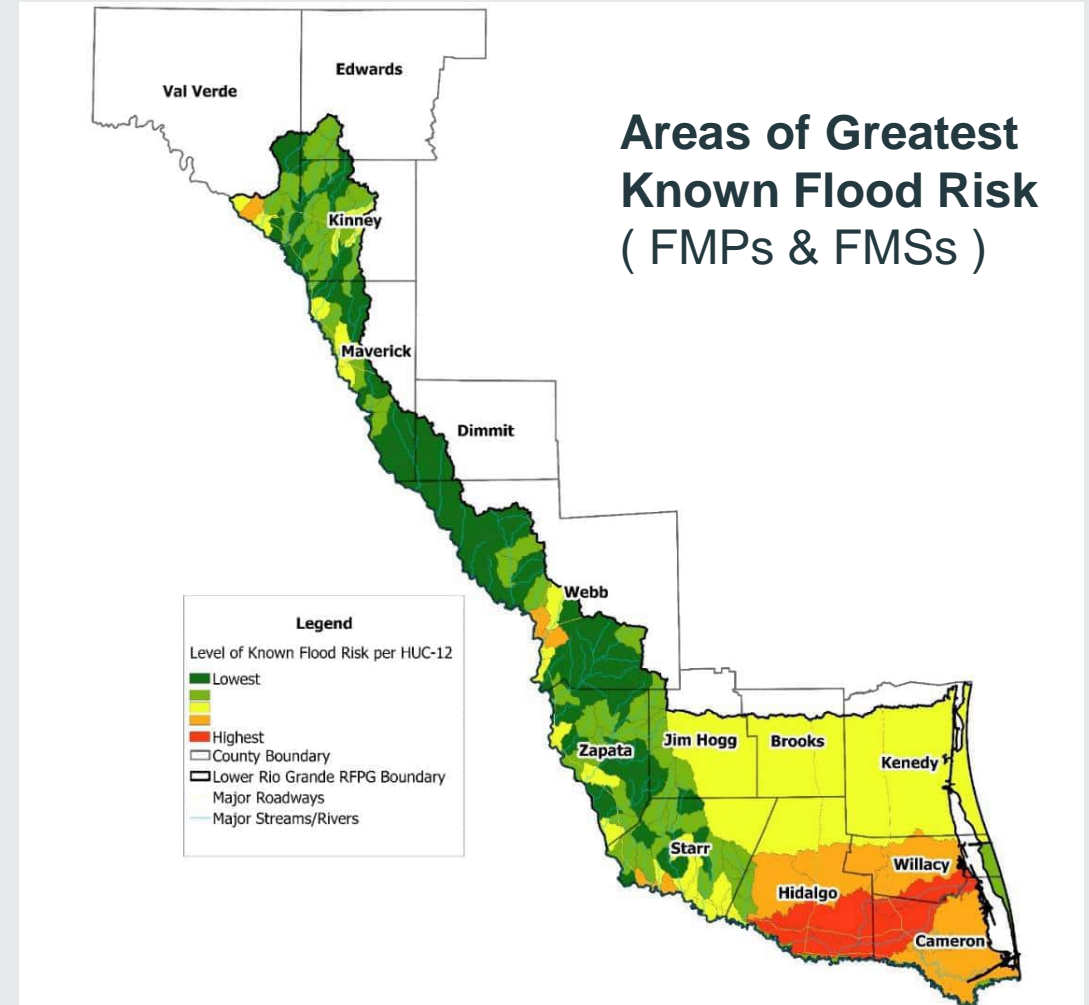 Areas of Greatest
Known Flood Risk
( FMPs & FMSs )
Edwards
Val Verde
Kinney
Maverick
Dimmit
Webb
Legend
Level of Known Flood Risk per HUC-12
Lowest
Highest
County Boundary
Lower Rio Grande RFPG Boundary
Major Roadways
Major Streams/Rivers
Zapata
Jim Hogg
Brooks
Kenedy
Starr
Willacy
Hidalgo
Cameron